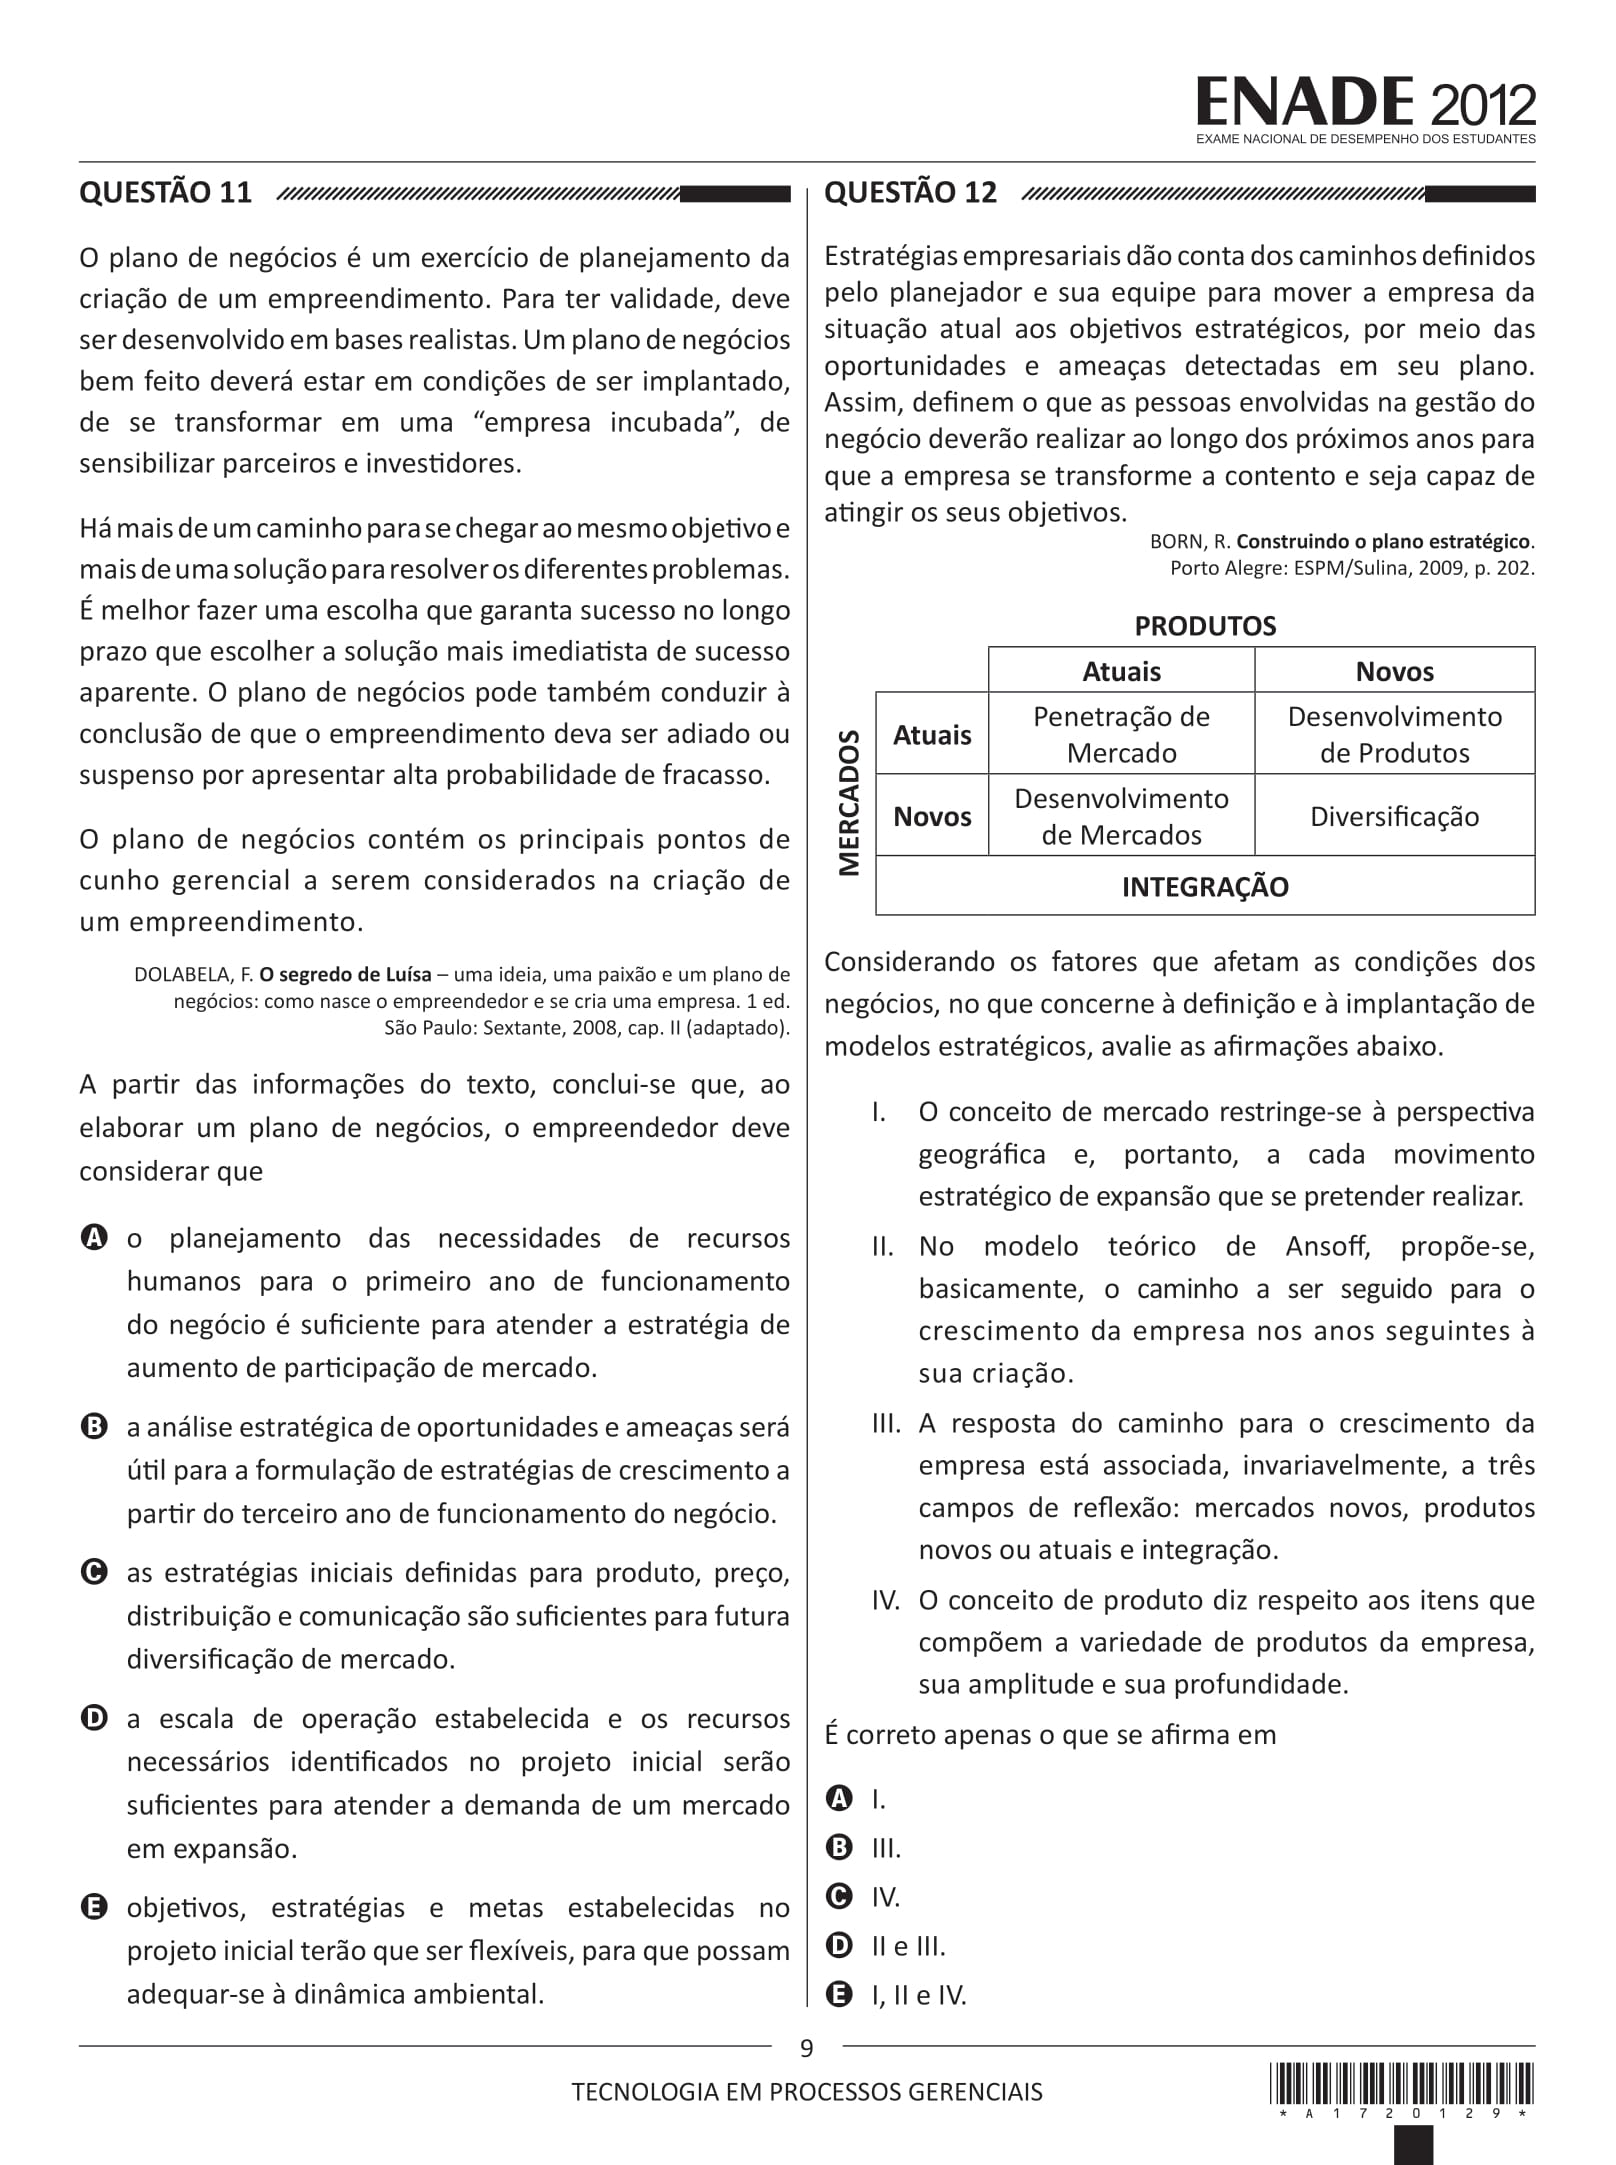 ENADE 2012
EXAME NACIONAL DE DESEMPENHO DOS ESTUDANTES
QUESTÃO 11
O plano de negócios é um exercício de planejamento da
criação de um empreendimento. Para ter validade, deve
ser desenvolvido em bases realistas. Um plano de negócios
bem feito deverá estar em condições de ser implantado,
de se transformar em uma “empresa incubada”, de
sensibilizar parceiros e investidores.
Há mais de um caminho para se chegar ao mesmo objetivo e
mais de uma solução para resolver os diferentes problemas.
É melhor fazer uma escolha que garanta sucesso no longo
prazo que escolher a solução mais imediatista de sucesso
aparente. O plano de negócios pode também conduzir à
conclusão de que o empreendimento deva ser adiado ou
suspenso por apresentar alta probabilidade de fracasso.
O plano de negócios contém os principais pontos de
cunho gerencial a serem considerados na criação de
um empreendimento.
DOLABELA, F. O segredo de Luísa – uma ideia, uma paixão e um plano de
negócios: como nasce o empreendedor e se cria uma empresa. 1 ed.
São Paulo: Sextante, 2008, cap. II (adaptado).
A partir das informações do texto, conclui-se que, ao
elaborar um plano de negócios, o empreendedor deve
considerar que
A o planejamento das necessidades de recursos
humanos para o primeiro ano de funcionamento
do negócio é suficiente para atender a estratégia de
aumento de participação de mercado.
B a análise estratégica de oportunidades e ameaças será
útil para a formulação de estratégias de crescimento a
partir do terceiro ano de funcionamento do negócio.
C as estratégias iniciais definidas para produto, preço,
distribuição e comunicação são suficientes para futura
diversificação de mercado.
D a escala de operação estabelecida e os recursos
necessários identificados no projeto inicial serão
suficientes para atender a demanda de um mercado
em expansão.
E objetivos, estratégias e metas estabelecidas no
projeto inicial terão que ser flexíveis, para que possam
adequar-se à dinâmica ambiental.
QUESTÃO 12
Estratégias empresariais dão conta dos caminhos definidos
pelo planejador e sua equipe para mover a empresa da
situação atual aos objetivos estratégicos, por meio das
oportunidades e ameaças detectadas em seu plano.
Assim, definem o que as pessoas envolvidas na gestão do
negócio deverão realizar ao longo dos próximos anos para
que a empresa se transforme a contento e seja capaz de
atingir os seus objetivos.
BORN, R. Construindo o plano estratégico.
Porto Alegre: ESPM/Sulina, 2009, p. 202.
PRODUTOS
Atuais Novos
MERCADOS
Atuais
Penetração de
Mercado
Desenvolvimento
de Produtos
Novos
Desenvolvimento
de Mercados
Diversificação
INTEGRAÇÃO
Considerando os fatores que afetam as condições dos
negócios, no que concerne à definição e à implantação de
modelos estratégicos, avalie as afirmações abaixo.
I. O conceito de mercado restringe-se à perspectiva
geográfica e, portanto, a cada movimento
estratégico de expansão que se pretender realizar.
II. No modelo teórico de Ansoff, propõe-se,
basicamente, o caminho a ser seguido para o
crescimento da empresa nos anos seguintes à
sua criação.
III. A resposta do caminho para o crescimento da
empresa está associada, invariavelmente, a três
campos de reflexão: mercados novos, produtos
novos ou atuais e integração.
IV. O conceito de produto diz respeito aos itens que
compõem a variedade de produtos da empresa,
sua amplitude e sua profundidade.
É correto apenas o que se afirma em
A I.
B III.
C IV.
D II e III.
E I, II e IV.
9
TECNOLOGIA EM PROCESSOS GERENCIAIS
* A 1 7 2 0 1 2 9 *